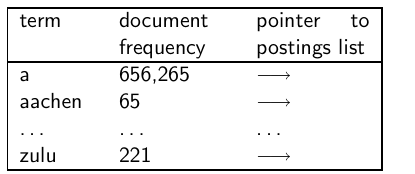 term document pointer to
frequency postings list
a 656,265 ⟶
aachen 65 ⟶
... ... ...
zulu 221 ⟶